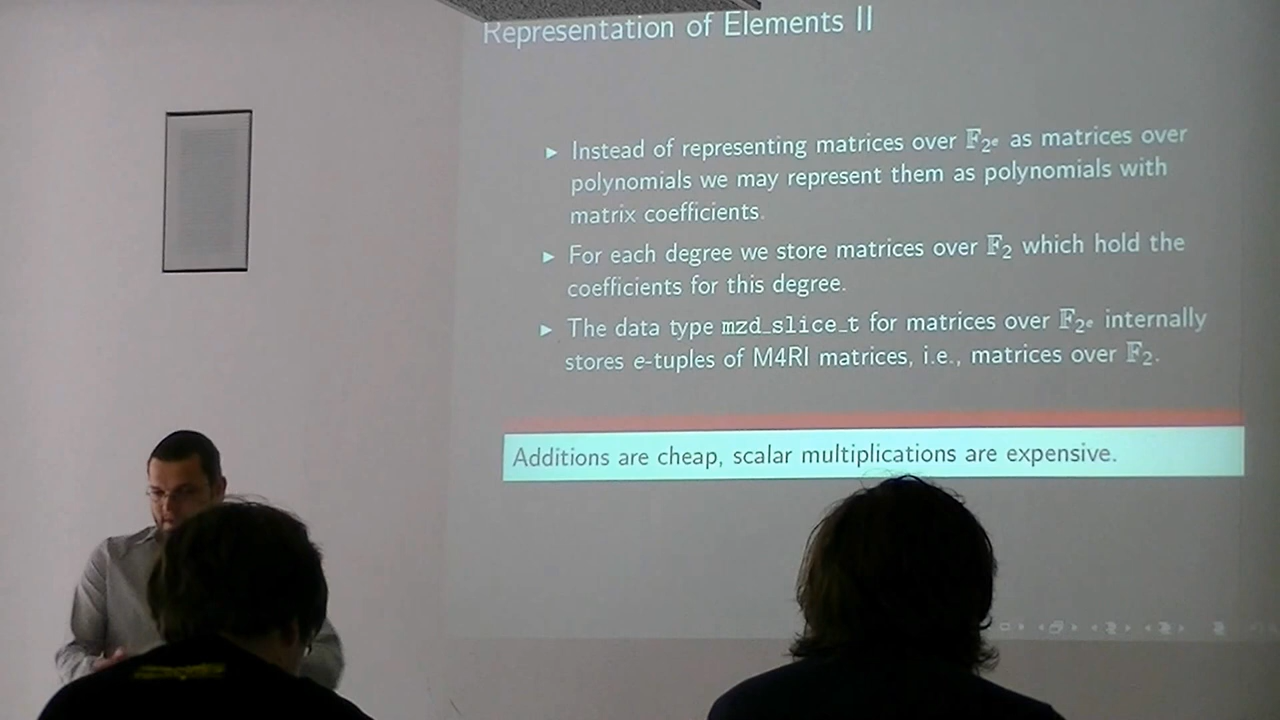 Representation of Elements II
▶ Instead of representing matrices over 𝔽₂ᵉ as matrices over
polynomials we may represent them as polynomials with
matrix coefficients.
▶ For each degree we store matrices over 𝔽₂ which hold the
coefficients for this degree.
▶ The data type mzd_slice_t for matrices over 𝔽₂ᵉ internally
stores e-tuples of M4RI matrices, i.e., matrices over 𝔽₂.
Additions are cheap, scalar multiplications are expensive.